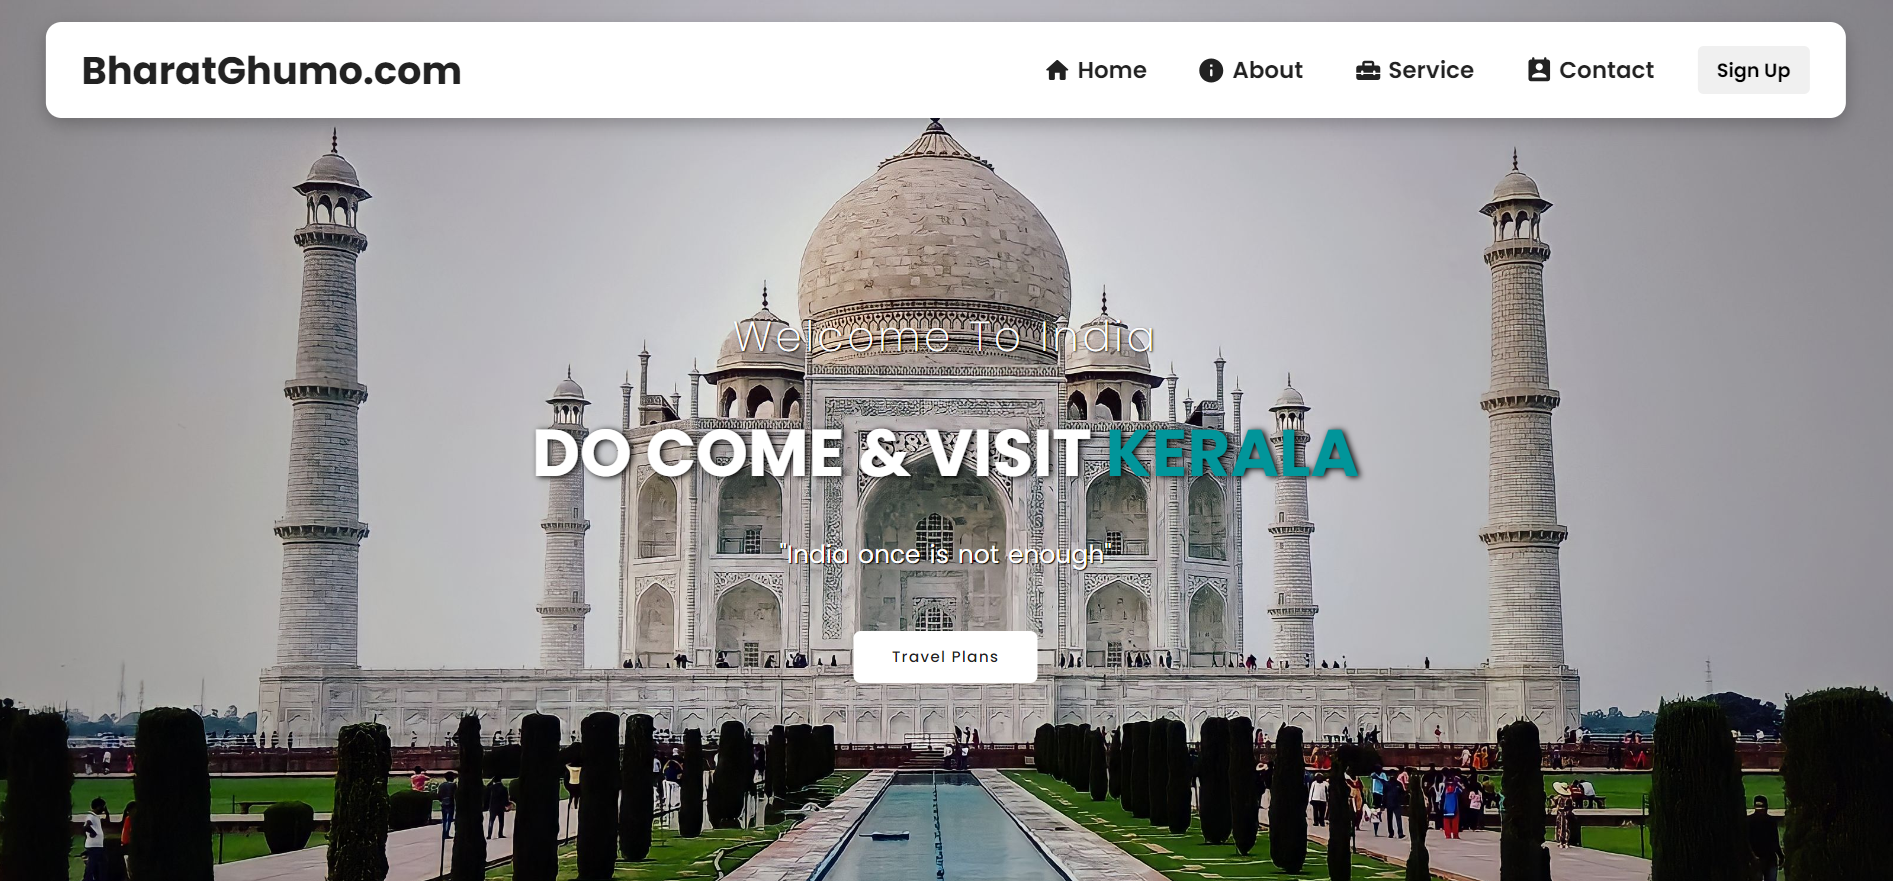 BharatGhumo.com
Home About Service Contact Sign Up
Welcome To India
DO COME & VISIT KERALA
"India once is not enough"
Travel Plans